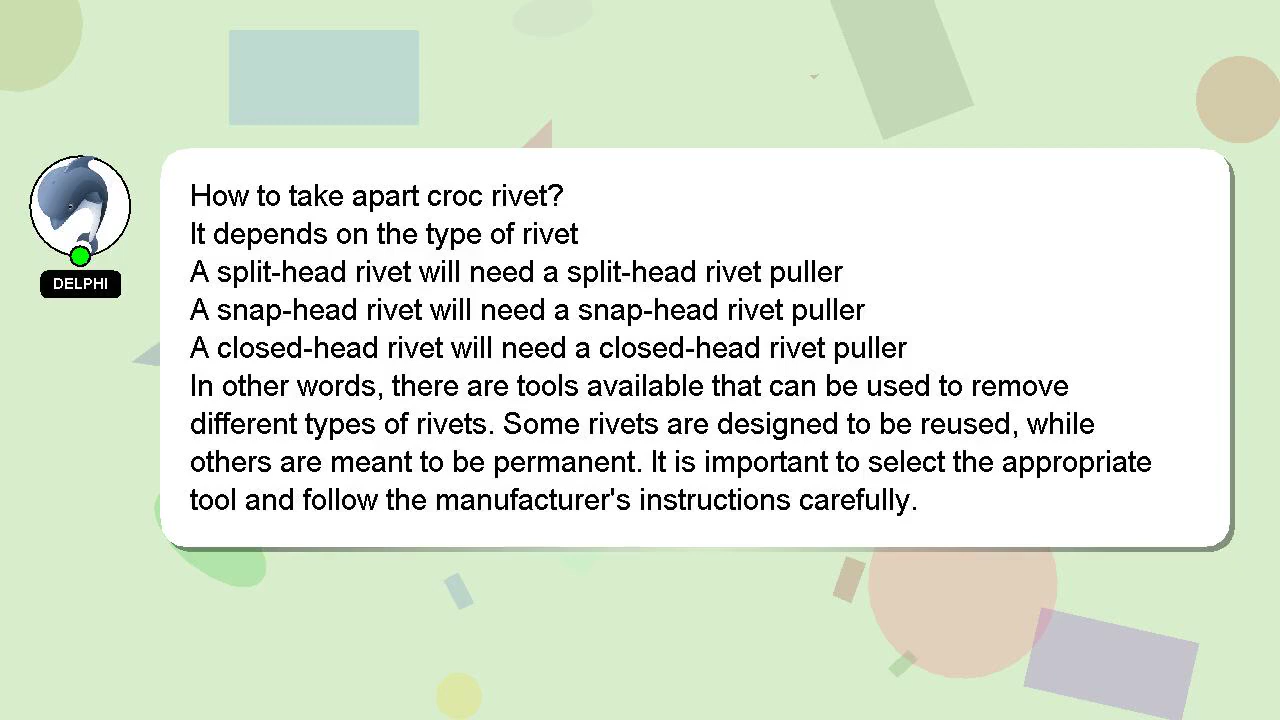 DELPHI
How to take apart croc rivet?
It depends on the type of rivet
A split-head rivet will need a split-head rivet puller
A snap-head rivet will need a snap-head rivet puller
A closed-head rivet will need a closed-head rivet puller
In other words, there are tools available that can be used to remove
different types of rivets. Some rivets are designed to be reused, while
others are meant to be permanent. It is important to select the appropriate
tool and follow the manufacturer's instructions carefully.